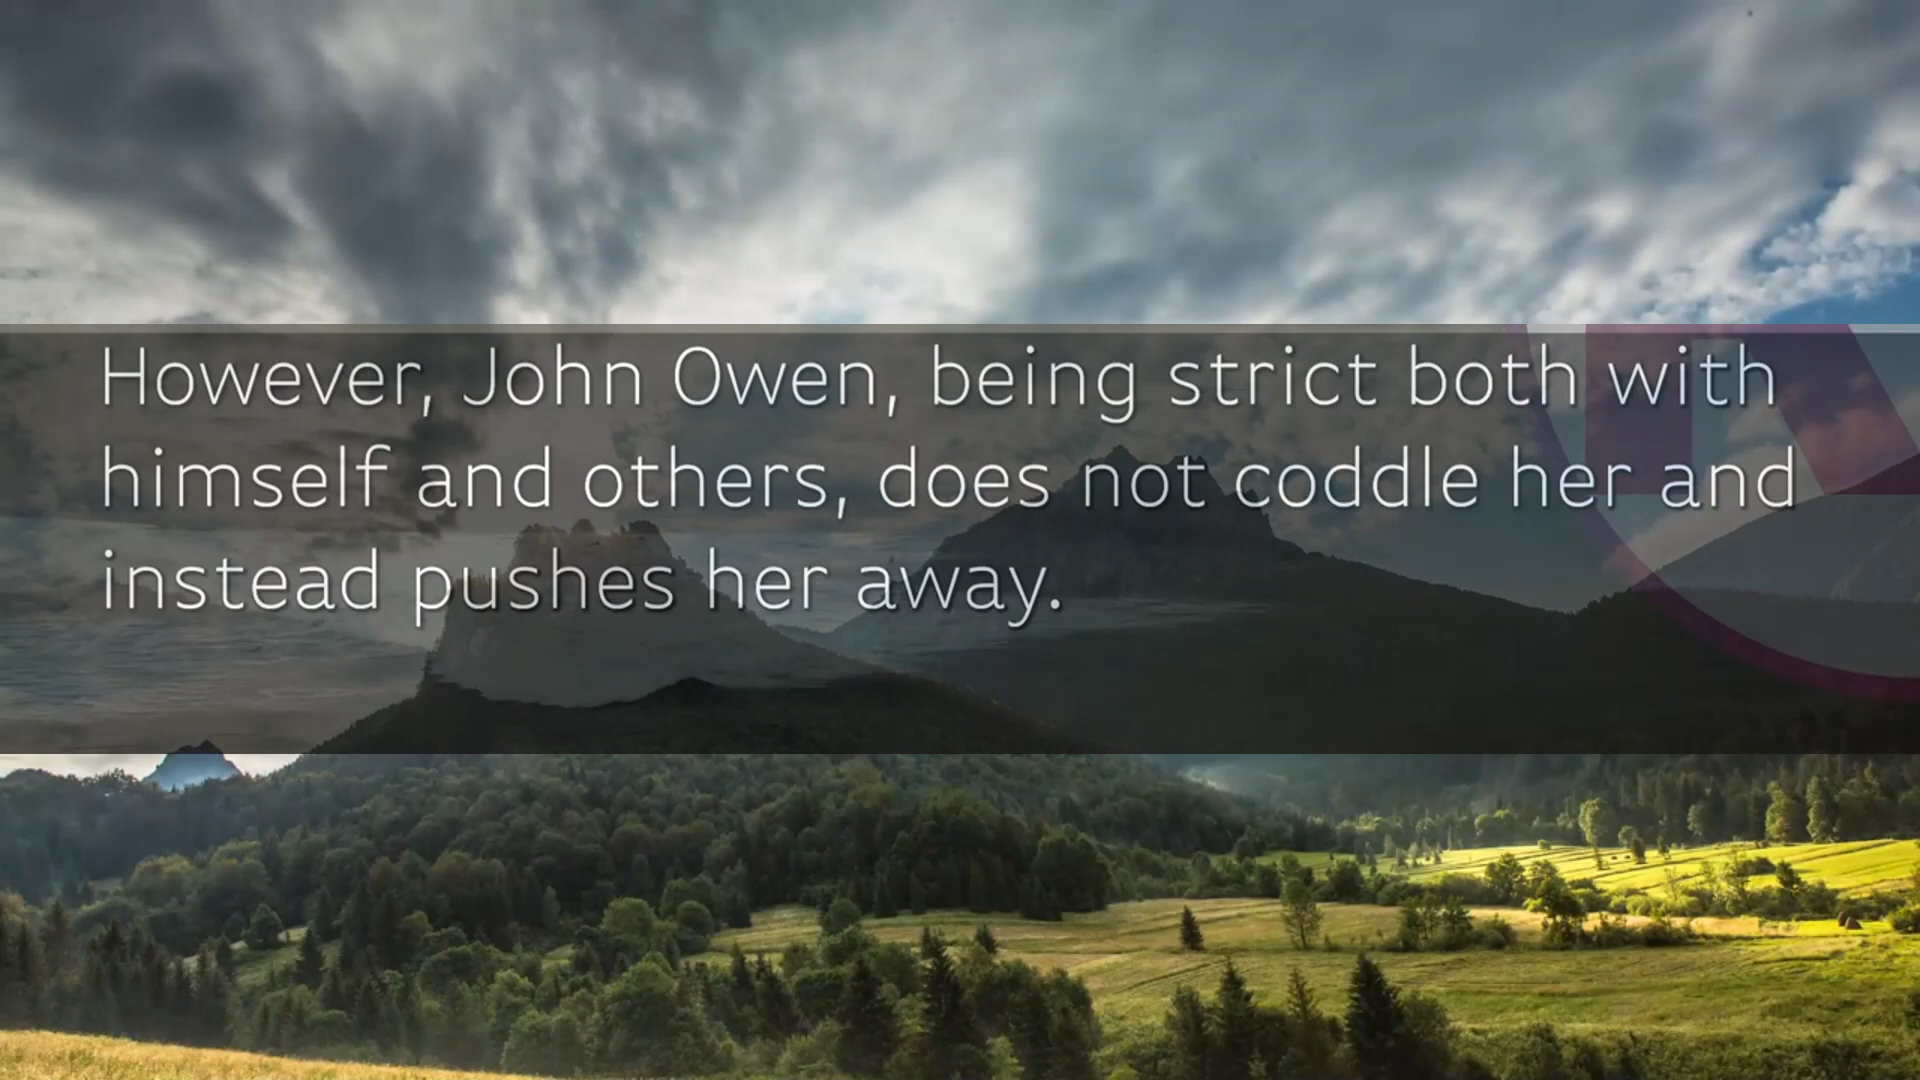 However, John Owen, being strict both with
himself and others, does not coddle her and
instead pushes her away.